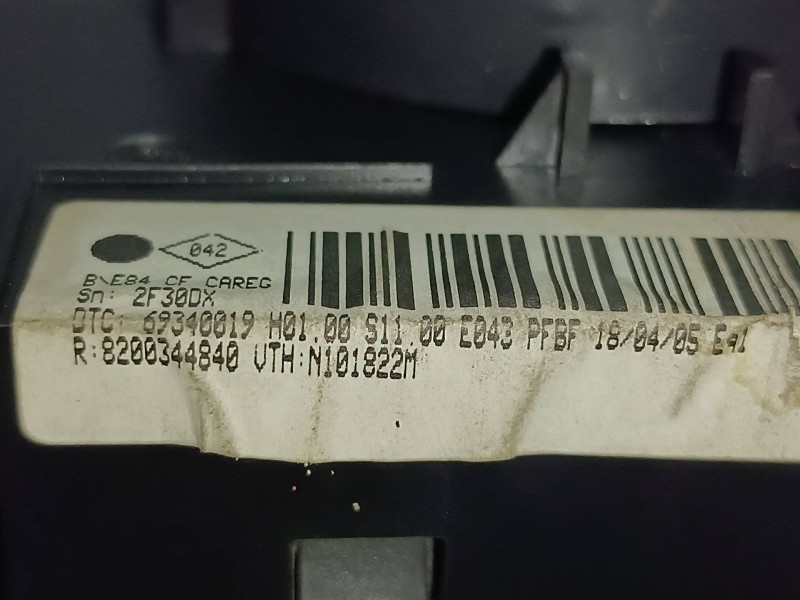 042
B\E84 CF CAREG
Sn: 2F30DX
DTC: 69340019 H01.00 S11.00 E043 PFBF 18/04/05
R:8200344840 VTH:N101822M